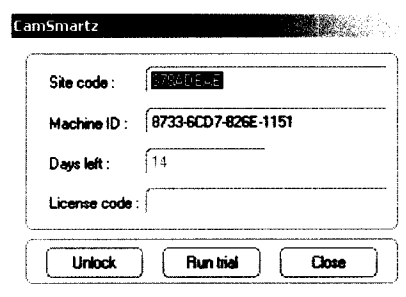 CamSmartz
Site code :
Machine ID : 8733-6CD7-826E-1151
Days left : 14
License code :
Unlock Run trial Close